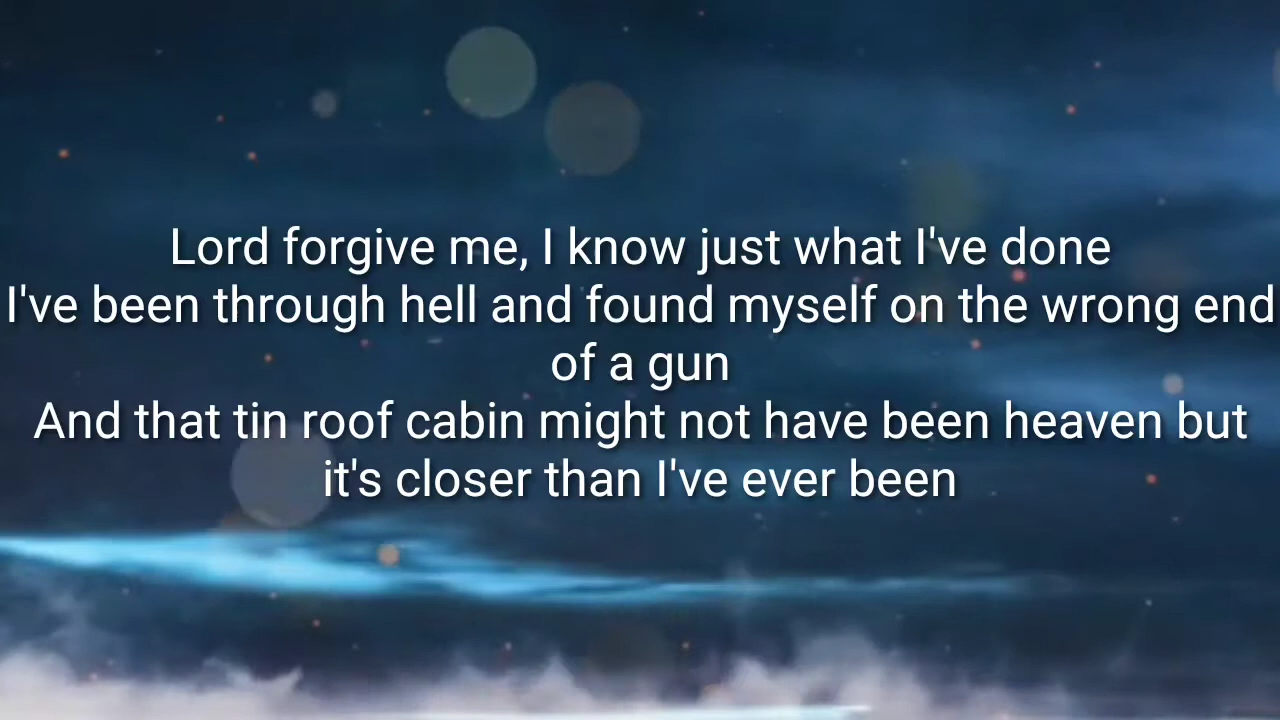 Lord forgive me, I know just what I've done
I've been through hell and found myself on the wrong end
of a gun
And that tin roof cabin might not have been heaven but
it's closer than I've ever been